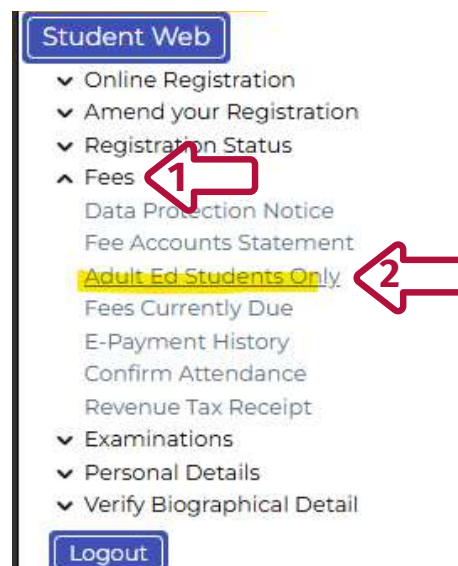 Student Web
Online Registration
Amend your Registration
Registration Status
Fees 1
Data Protection Notice
Fee Accounts Statement
Adult Ed Students Only 2
Fees Currently Due
E-Payment History
Confirm Attendance
Revenue Tax Receipt
Examinations
Personal Details
Verify Biographical Detail
Logout